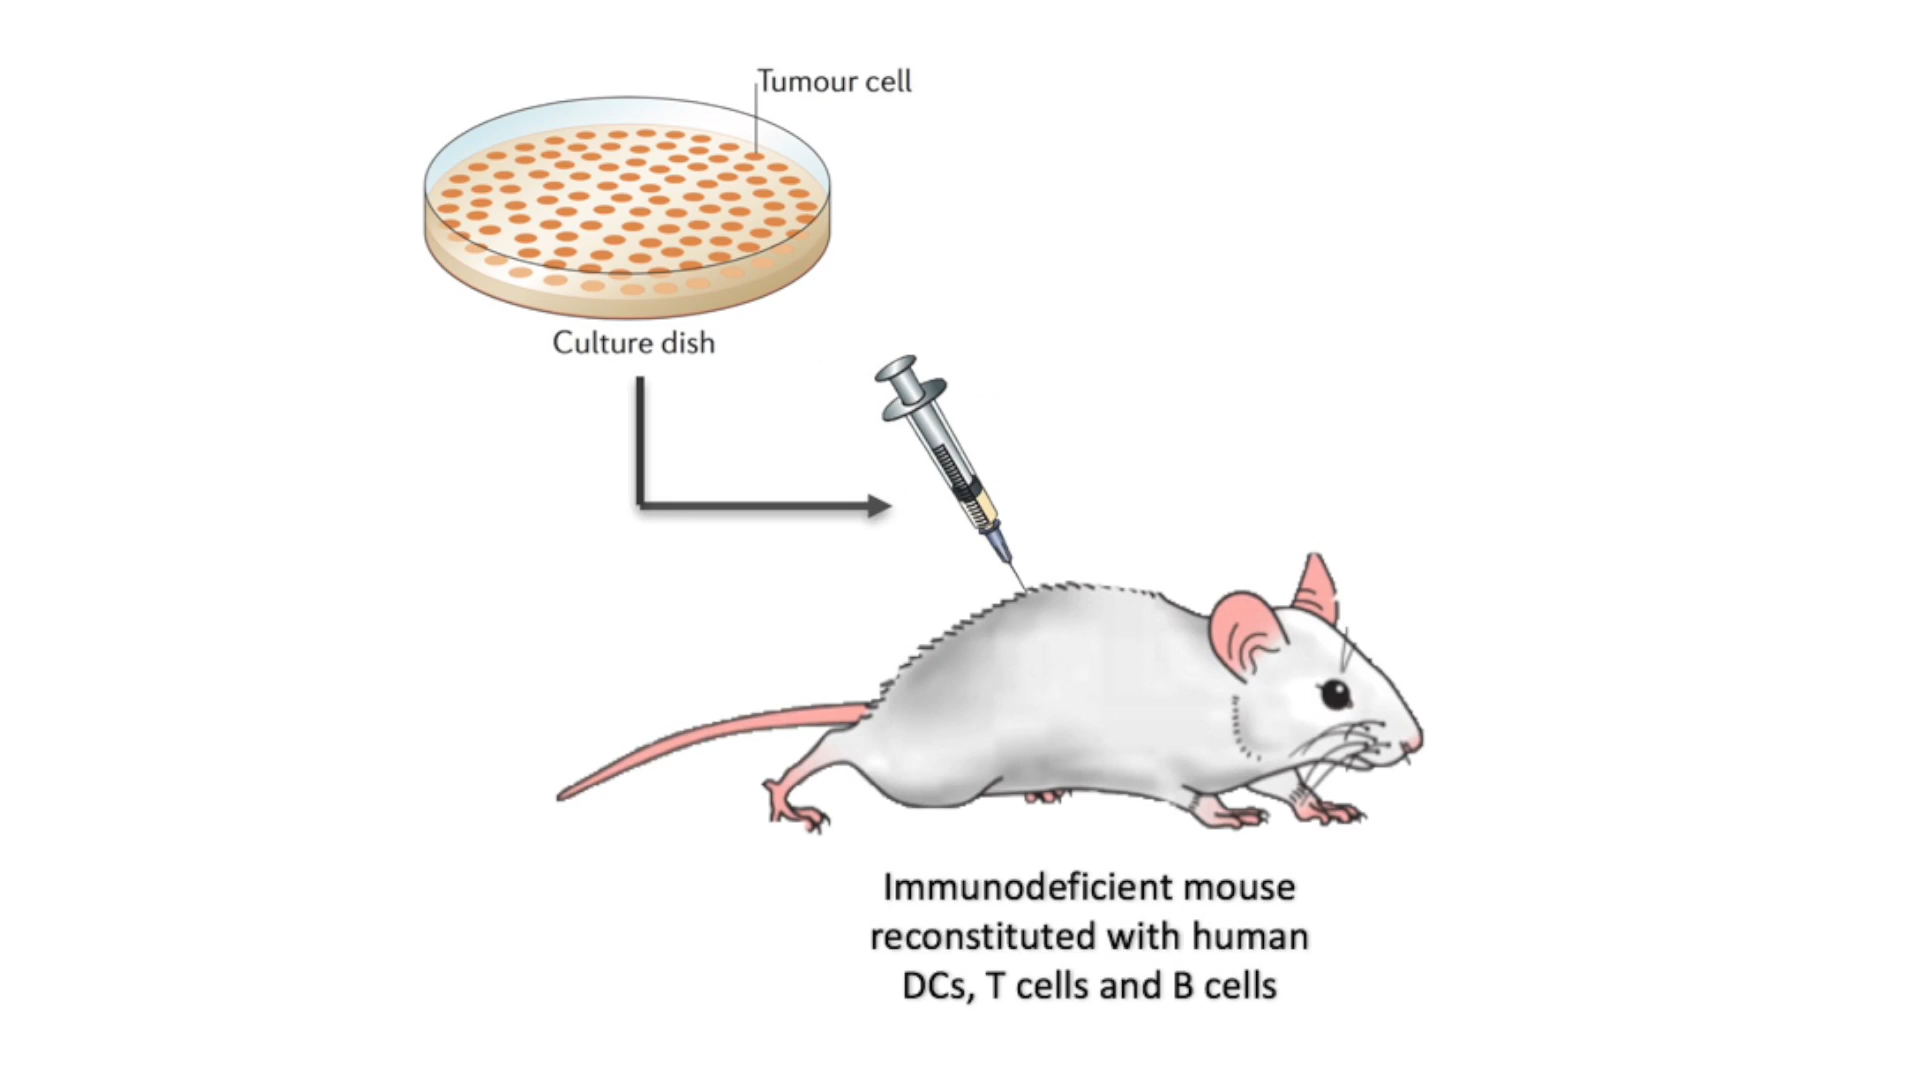 Tumour cell
Culture dish
Immunodeficient mouse
reconstituted with human
DCs, T cells and B cells